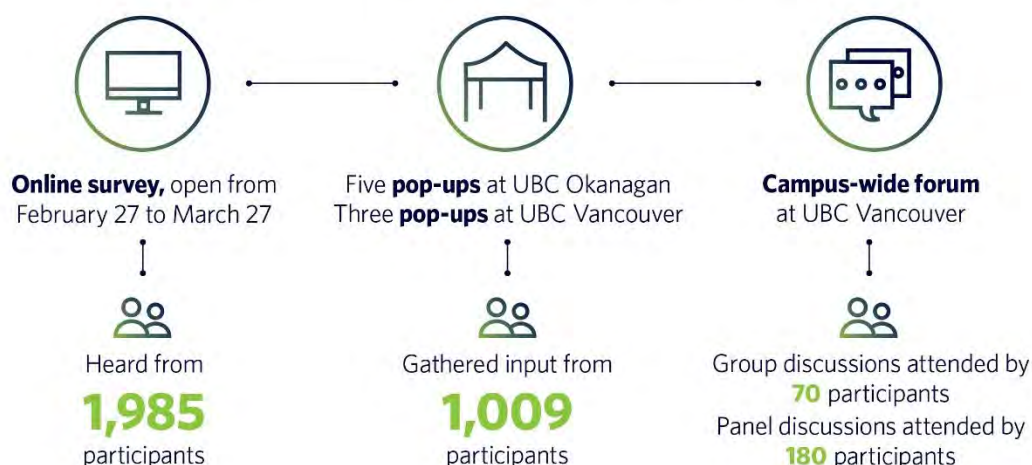 Online survey, open from
February 27 to March 27
Heard from
1,985
participants
Five pop-ups at UBC Okanagan
Three pop-ups at UBC Vancouver
Gathered input from
1,009
participants
Campus-wide forum
at UBC Vancouver
Group discussions attended by
70 participants
Panel discussions attended by
180 participants